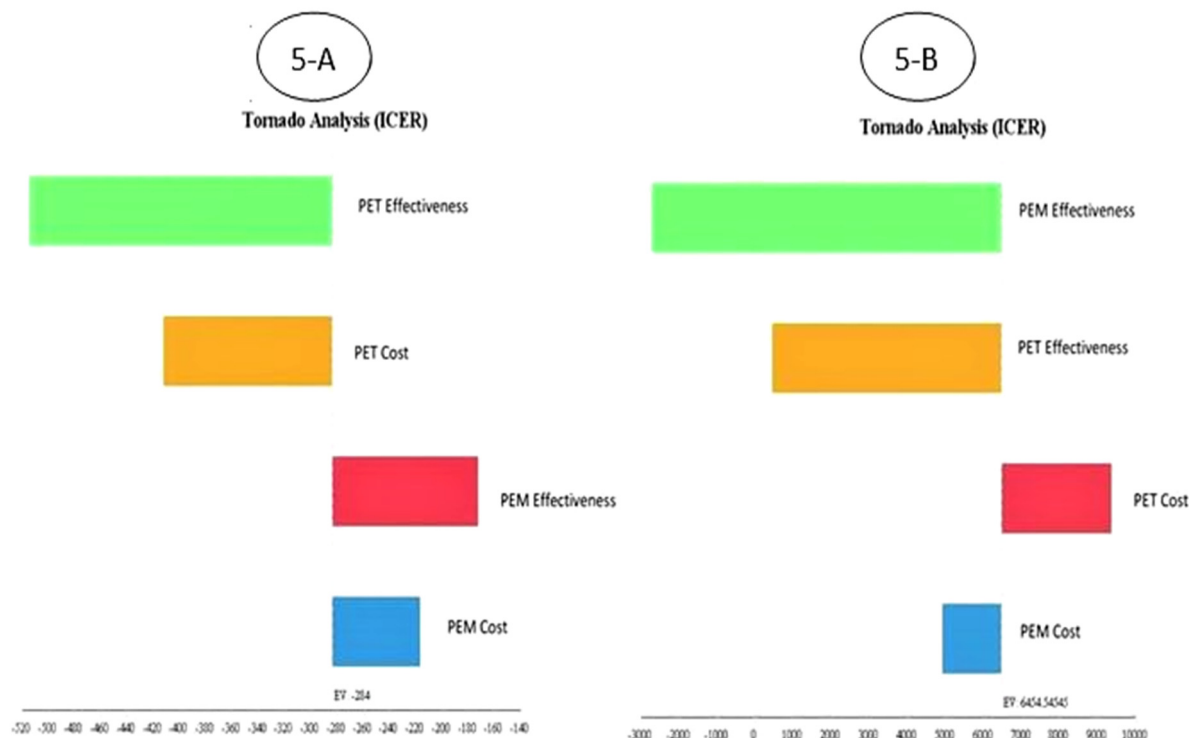 5-A
Tornado Analysis (ICER)
PET Effectiveness
PET Cost
PEM Effectiveness
PEM Cost
EV -284
-520 -500 -480 -460 -440 -420 -400 -380 -360 -340 -320 -300 -280 -260 -240 -220 -200 -180 -160 -140
5-B
Tornado Analysis (ICER)
PEM Effectiveness
PET Effectiveness
PET Cost
PEM Cost
EV 6454.54545
-3000 -2000 -1000 0 1000 2000 3000 4000 5000 6000 7000 8000 9000 10000